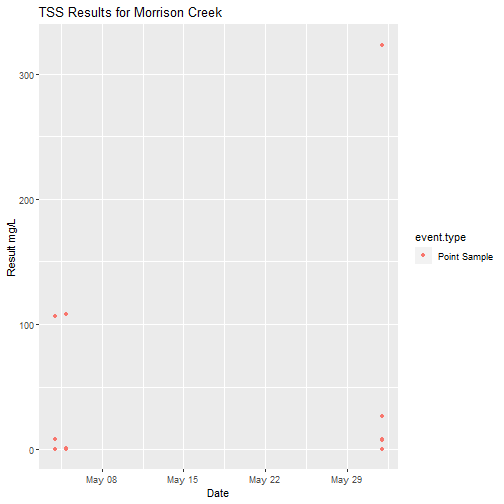 TSS Results for Morrison Creek
300
200
100
0
Result mg/L
May 08
May 15
May 22
May 29
Date
event.type
Point Sample